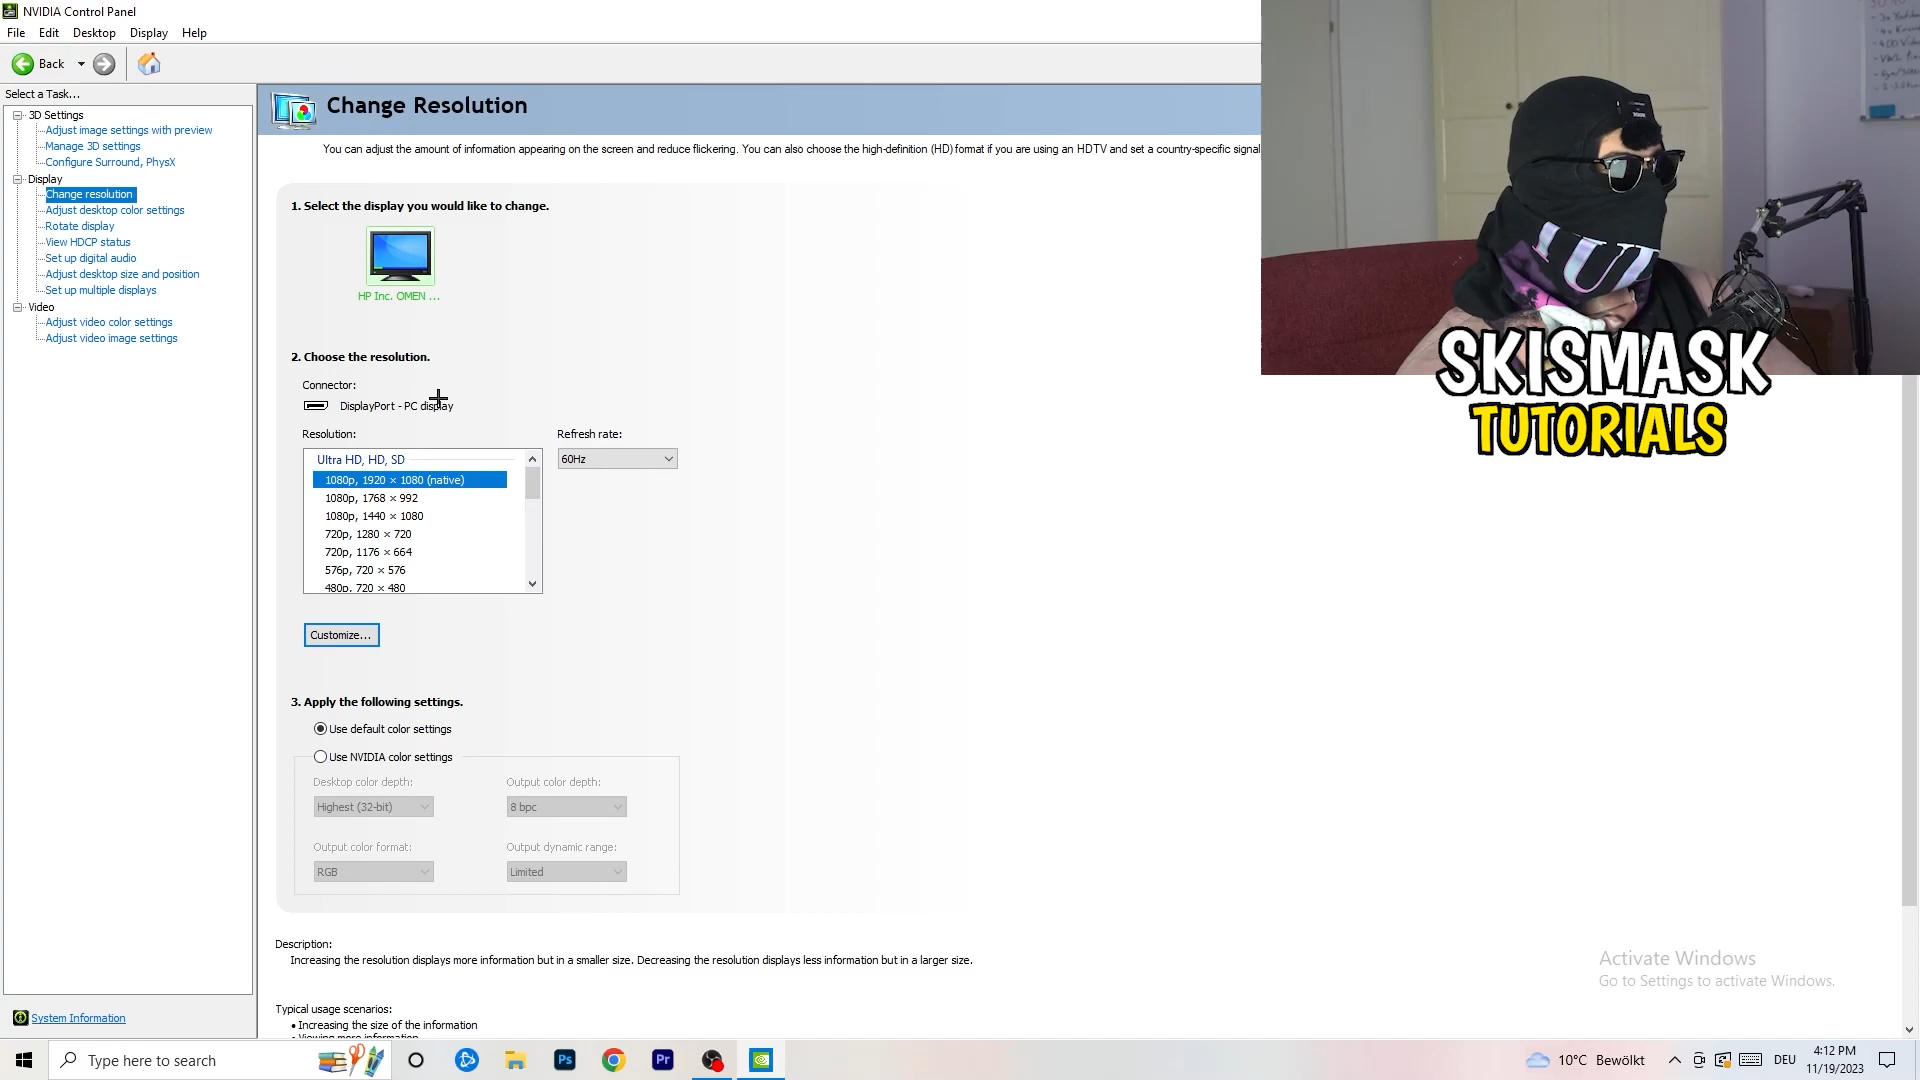 NVIDIA Control Panel
File Edit Desktop Display Help
Back
Select a Task...
3D Settings
Adjust image settings with preview
Manage 3D settings
Configure Surround, PhysX
Display
Change resolution
Adjust desktop color settings
Rotate display
View HDCP status
Set up digital audio
Adjust desktop size and position
Set up multiple displays
Video
Adjust video color settings
Adjust video image settings
System Information
Change Resolution
You can adjust the amount of information appearing on the screen and reduce flickering. You can also choose the high-definition (HD) format if you are using an HDTV and set a country-specific signal
1. Select the display you would like to change.
HP Inc. OMEN ...
2. Choose the resolution.
Connector:
DisplayPort - PC display
Resolution:
Refresh rate:
Ultra HD, HD, SD
60Hz
1080p, 1920 × 1080 (native)
1080p, 1768 × 992
1080p, 1440 × 1080
720p, 1280 × 720
720p, 1176 × 664
576p, 720 × 576
480p, 720 × 480
Customize...
3. Apply the following settings.
Use default color settings
Use NVIDIA color settings
Desktop color depth:
Output color depth:
Highest (32-bit)
8 bpc
Output color format:
Output dynamic range:
RGB
Limited
Description:
Increasing the resolution displays more information but in a smaller size. Decreasing the resolution displays less information but in a larger size.
Typical usage scenarios:
• Increasing the size of the information
• Viewing more information
SKISMASK
TUTORIALS
Activate Windows
Go to Settings to activate Windows.
Type here to search
Ps
Pr
10°C Bewölkt
DEU
4:12 PM
11/19/2023